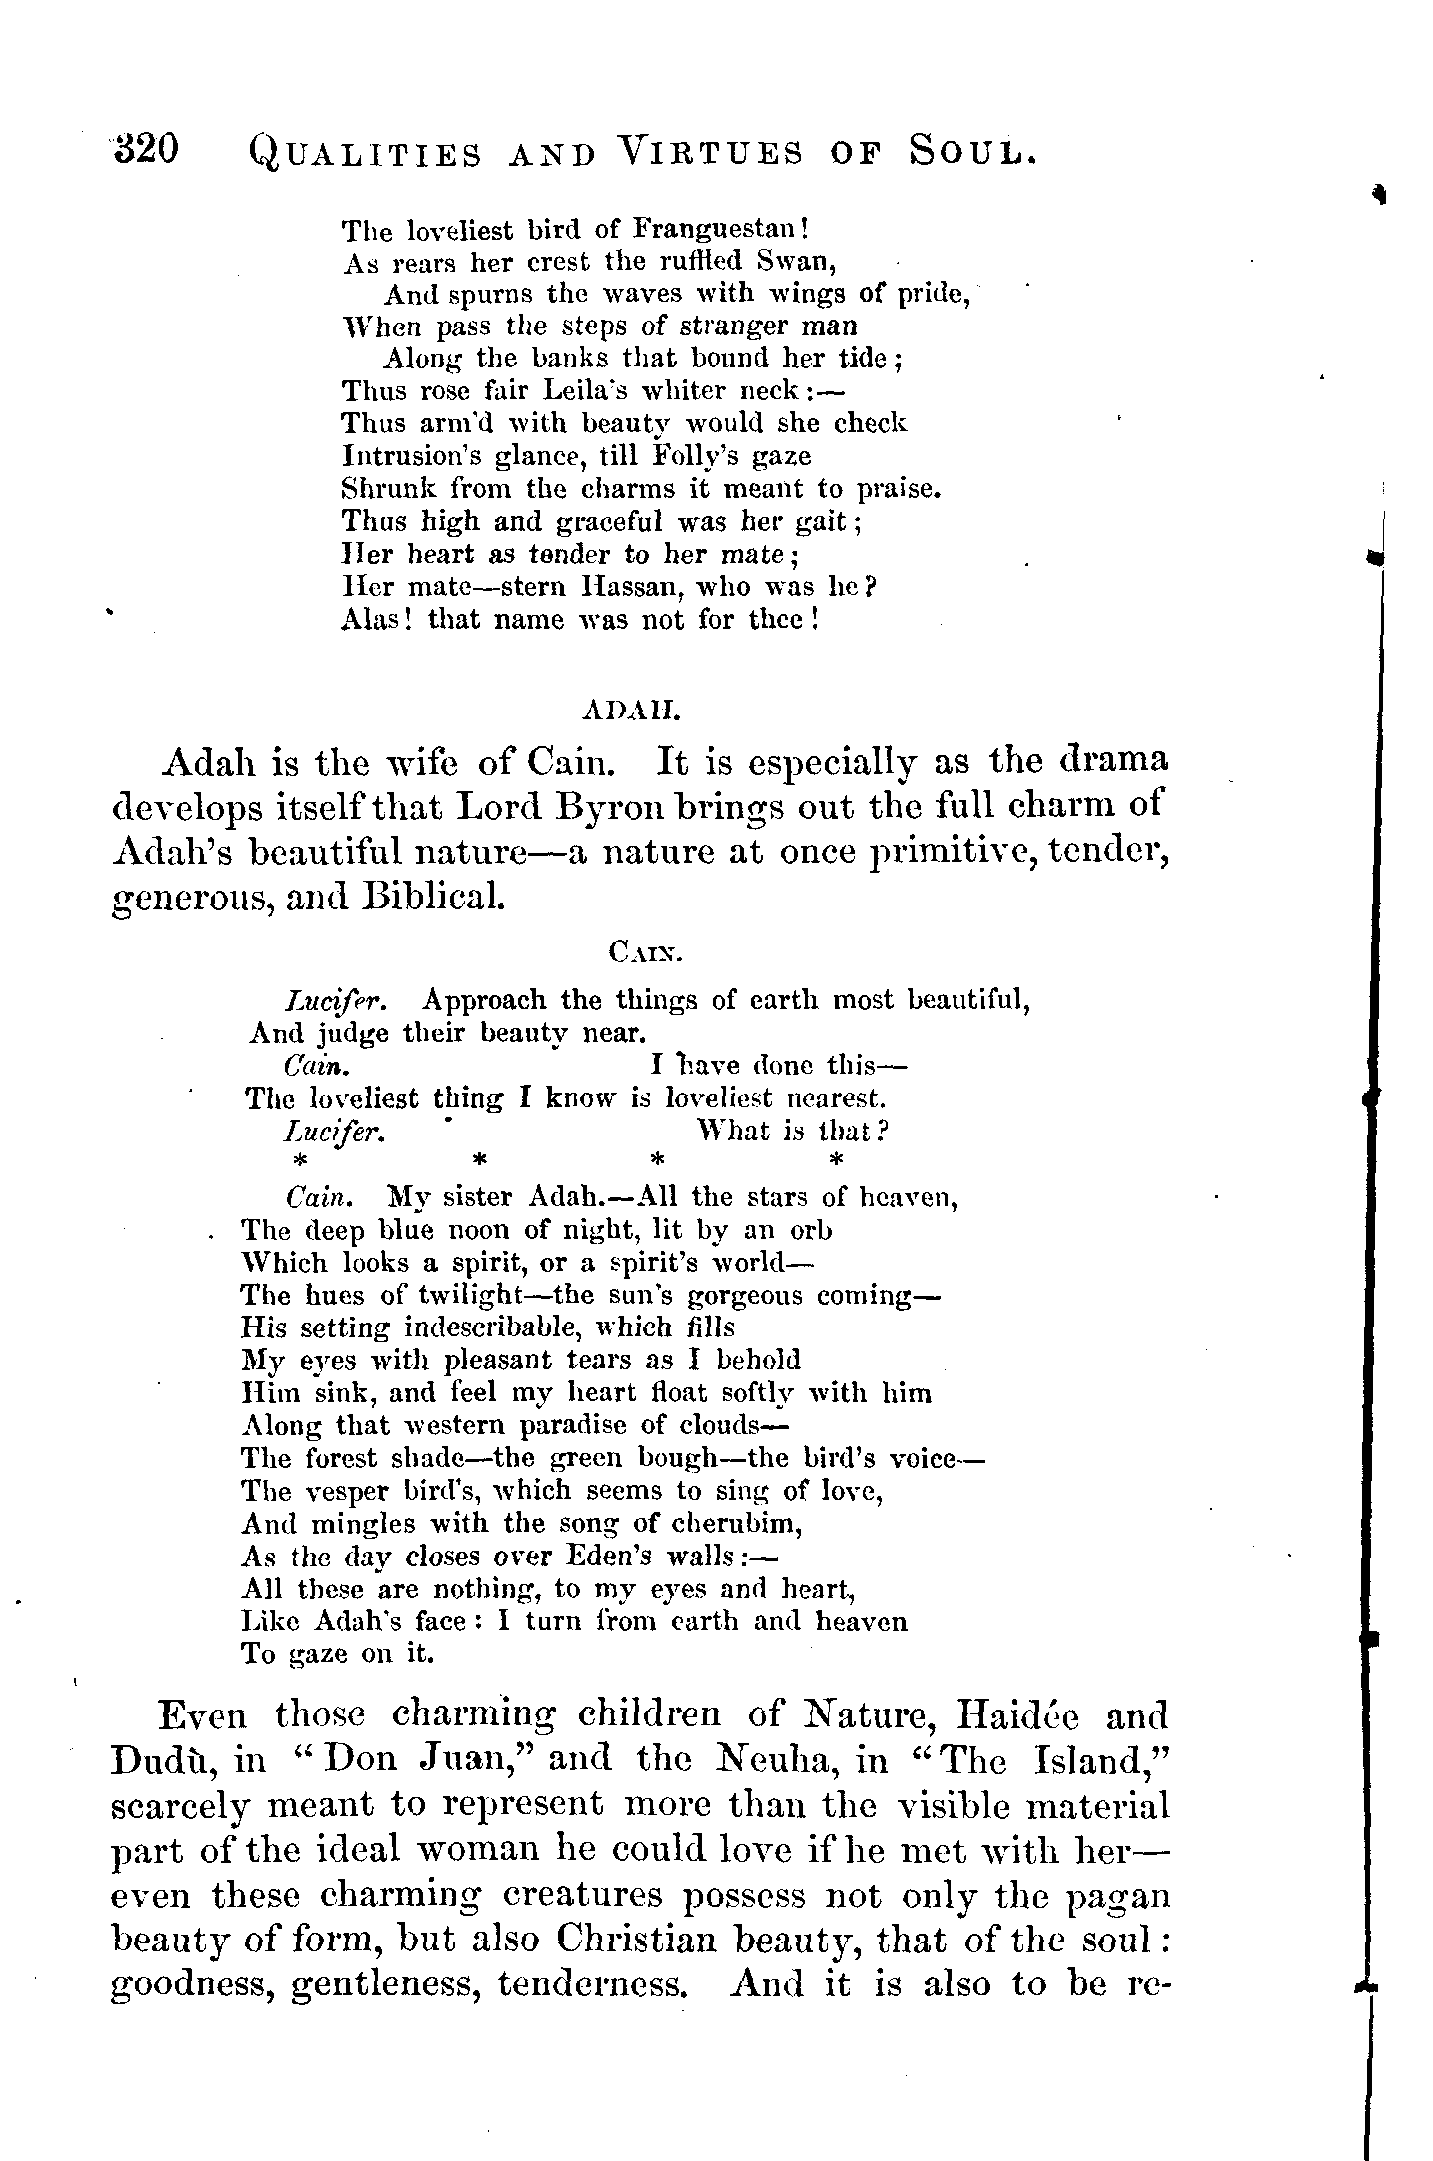 320 QUALITIES AND VIRTUES OF SOUL.
The loveliest bird of Franguestan!
As rears her crest the ruffled Swan,
And spurns the waves with wings of pride,
When pass the steps of stranger man
Along the banks that bound her tide;
Thus rose fair Leila's whiter neck:—
Thus arm'd with beauty would she check
Intrusion's glance, till Folly's gaze
Shrunk from the charms it meant to praise.
Thus high and graceful was her gait;
Her heart as tender to her mate;
Her mate—stern Hassan, who was he?
Alas! that name was not for thee!
ADAH.
Adah is the wife of Cain. It is especially as the drama
develops itself that Lord Byron brings out the full charm of
Adah's beautiful nature—a nature at once primitive, tender,
generous, and Biblical.
CAIN.
Lucifer. Approach the things of earth most beautiful,
And judge their beauty near.
Cain. I have done this—
The loveliest thing I know is loveliest nearest.
Lucifer. What is that?
* * * *
Cain. My sister Adah.—All the stars of heaven,
The deep blue noon of night, lit by an orb
Which looks a spirit, or a spirit's world—
The hues of twilight—the sun's gorgeous coming—
His setting indescribable, which fills
My eyes with pleasant tears as I behold
Him sink, and feel my heart float softly with him
Along that western paradise of clouds—
The forest shade—the green bough—the bird's voice—
The vesper bird's, which seems to sing of love,
And mingles with the song of cherubim,
As the day closes over Eden's walls:—
All these are nothing, to my eyes and heart,
Like Adah's face: I turn from earth and heaven
To gaze on it.
Even those charming children of Nature, Haidée and
Dudù, in "Don Juan," and the Neuha, in "The Island,"
scarcely meant to represent more than the visible material
part of the ideal woman he could love if he met with her—
even these charming creatures possess not only the pagan
beauty of form, but also Christian beauty, that of the soul:
goodness, gentleness, tenderness. And it is also to be re-